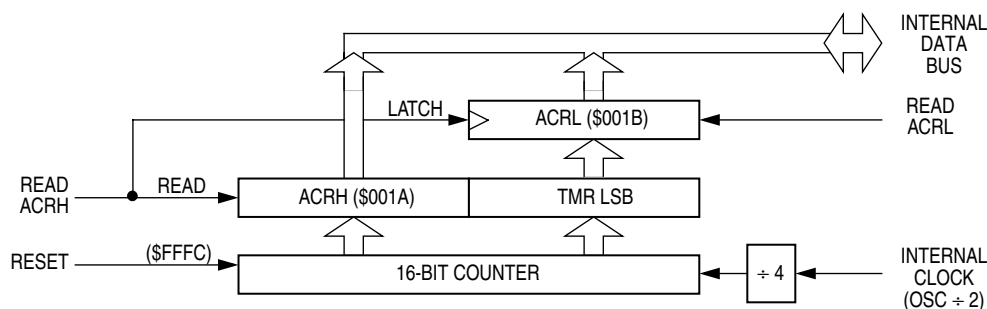 INTERNAL
DATA
BUS
LATCH
ACRL ($001B)
READ
ACRL
READ
ACRH
READ
ACRH ($001A)
TMR LSB
RESET
($FFFC)
16-BIT COUNTER
÷ 4
INTERNAL
CLOCK
(OSC ÷ 2)